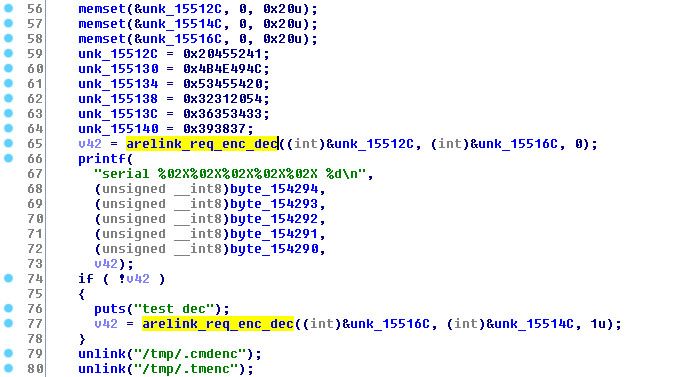 56 memset(&unk_15512C, 0, 0x20u);
57 memset(&unk_15514C, 0, 0x20u);
58 memset(&unk_15516C, 0, 0x20u);
59 unk_15512C = 0x20455241;
60 unk_155130 = 0x4B4E494C;
61 unk_155134 = 0x53455420;
62 unk_155138 = 0x32312054;
63 unk_15513C = 0x36353433;
64 unk_155140 = 0x393837;
65 v42 = arelink_req_enc_dec((int)&unk_15512C, (int)&unk_15516C, 0);
66 printf(
67 "serial %02X%02X%02X%02X%02X %d\n",
68 (unsigned __int8)byte_154294,
69 (unsigned __int8)byte_154293,
70 (unsigned __int8)byte_154292,
71 (unsigned __int8)byte_154291,
72 (unsigned __int8)byte_154290,
73 v42);
74 if ( !v42 )
75 {
76 puts("test dec");
77 v42 = arelink_req_enc_dec((int)&unk_15516C, (int)&unk_15514C, 1u);
78 }
79 unlink("/tmp/.cmdenc");
80 unlink("/tmp/.tmenc");